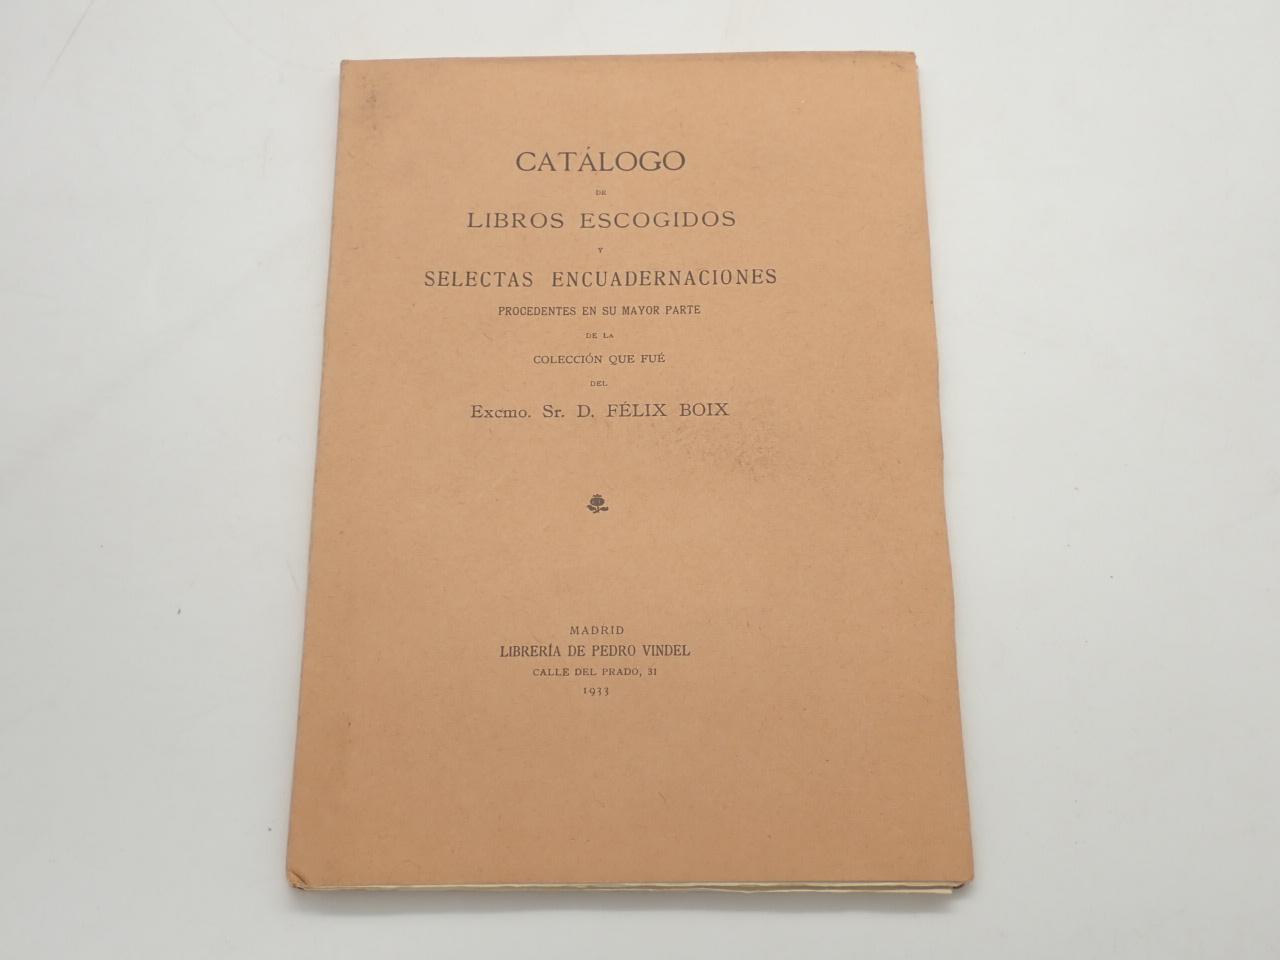 CATÁLOGO
DE
LIBROS ESCOGIDOS
Y
SELECTAS ENCUADERNACIONES
PROCEDENTES EN SU MAYOR PARTE
DE LA
COLECCIÓN QUE FUÉ
DEL
Excmo. Sr. D. FÉLIX BOIX
MADRID
LIBRERÍA DE PEDRO VINDEL
CALLE DEL PRADO, 31
1933